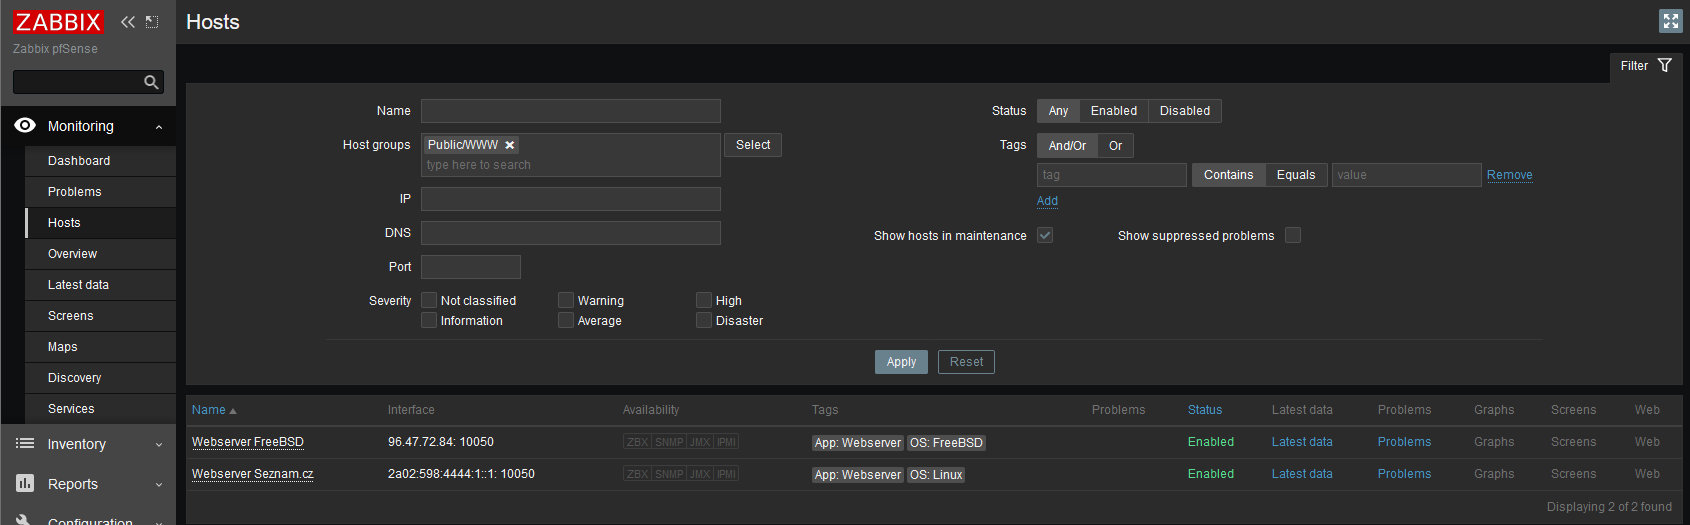 ZABBIX
Zabbix pfSense
Monitoring
Dashboard
Problems
Hosts
Overview
Latest data
Screens
Maps
Discovery
Services
Inventory
Reports
Configuration
Hosts
Filter
Name
Host groups Public/WWW Select
type here to search
IP
DNS
Port
Severity Not classified Warning High
Information Average Disaster
Status Any Enabled Disabled
Tags And/Or Or
tag Contains Equals value Remove
Add
Show hosts in maintenance Show suppressed problems
Apply Reset
Name Interface Availability Tags Problems Status Latest data Problems Graphs Screens Web
Webserver FreeBSD 96.47.72.84: 10050 ZBX SNMP JMX IPMI App: Webserver OS: FreeBSD Enabled Latest data Problems Graphs Screens Web
Webserver Seznam.cz 2a02:598:4444:1::1: 10050 ZBX SNMP JMX IPMI App: Webserver OS: Linux Enabled Latest data Problems Graphs Screens Web
Displaying 2 of 2 found